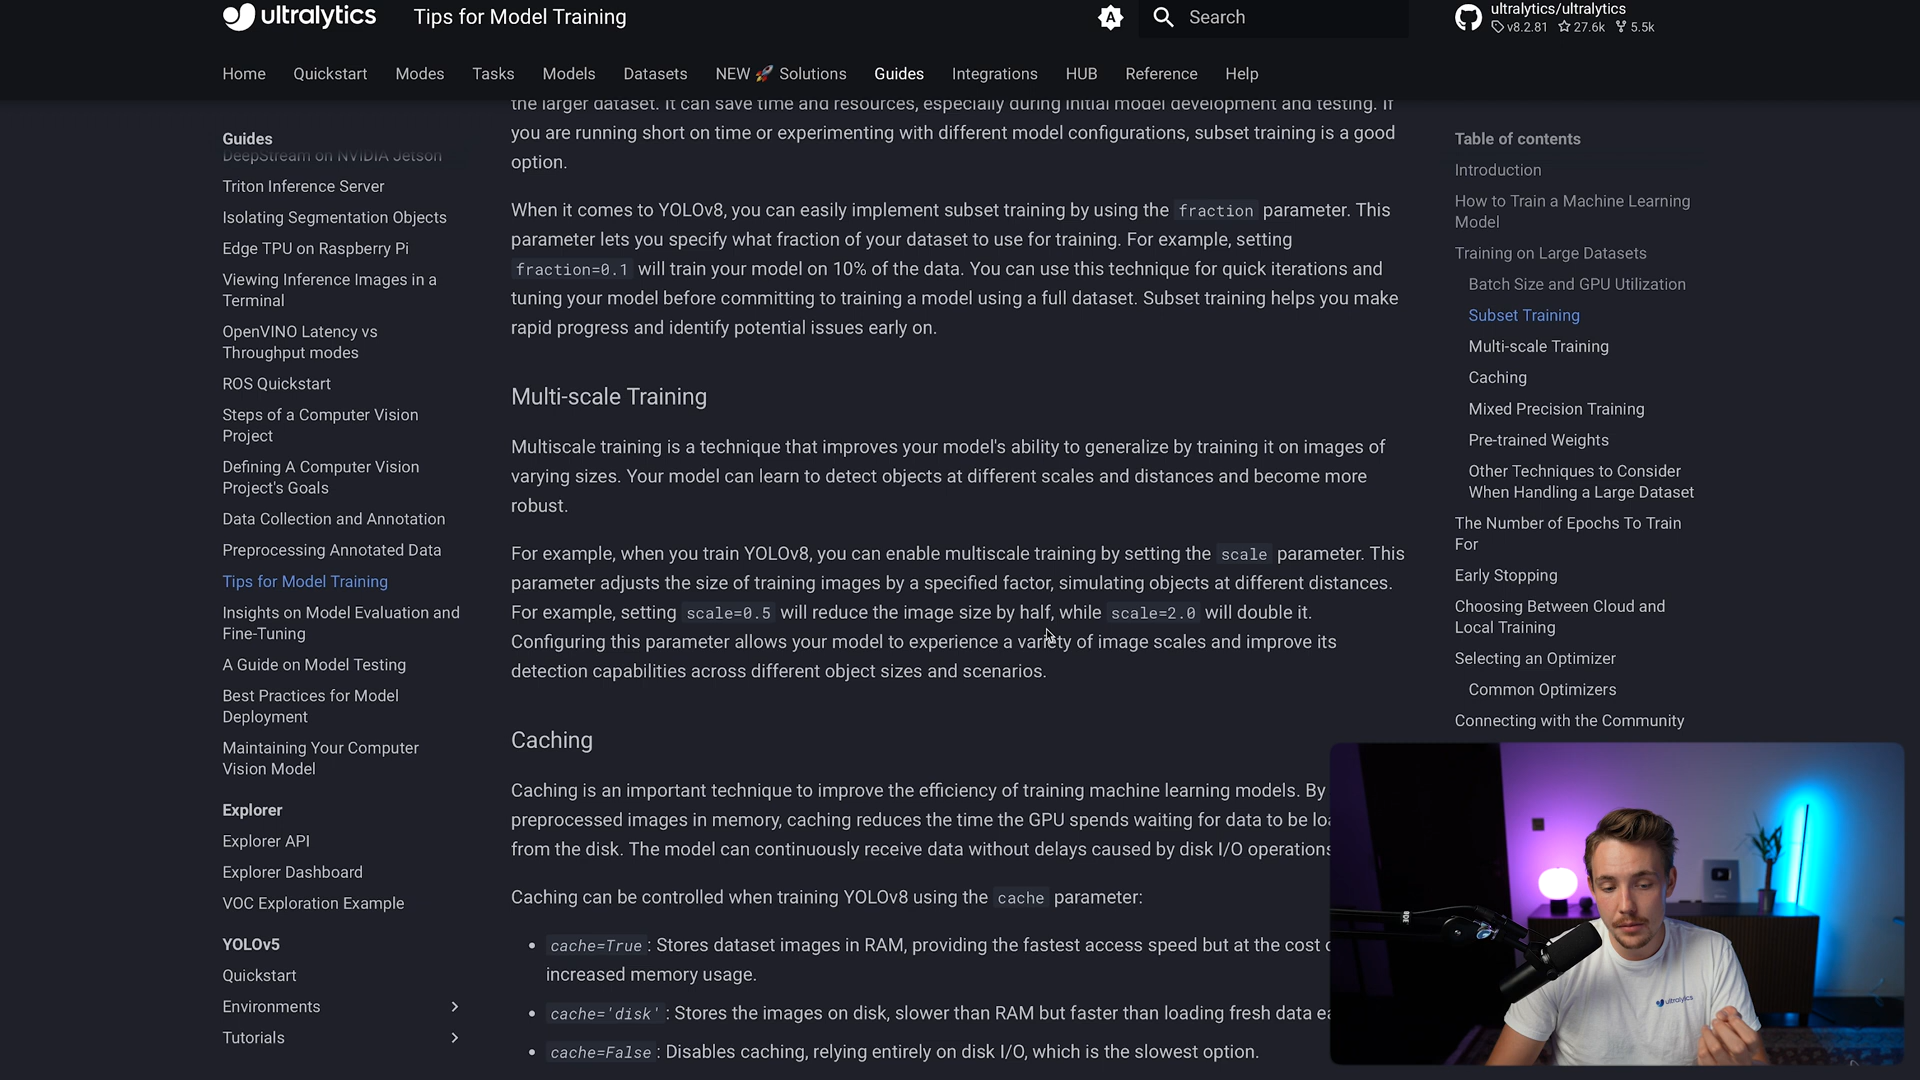 ultralytics
Tips for Model Training
A
Search
ultralytics/ultralytics
v8.2.81 27.6k 5.5k
Home Quickstart Modes Tasks Models Datasets NEW 🚀 Solutions Guides Integrations HUB Reference Help
Guides
DeepStream on NVIDIA Jetson
Triton Inference Server
Isolating Segmentation Objects
Edge TPU on Raspberry Pi
Viewing Inference Images in a
Terminal
OpenVINO Latency vs
Throughput modes
ROS Quickstart
Steps of a Computer Vision
Project
Defining A Computer Vision
Project's Goals
Data Collection and Annotation
Preprocessing Annotated Data
Tips for Model Training
Insights on Model Evaluation and
Fine-Tuning
A Guide on Model Testing
Best Practices for Model
Deployment
Maintaining Your Computer
Vision Model
Explorer
Explorer API
Explorer Dashboard
VOC Exploration Example
YOLOv5
Quickstart
Environments
Tutorials
the larger dataset. It can save time and resources, especially during initial model development and testing. If
you are running short on time or experimenting with different model configurations, subset training is a good
option.
When it comes to YOLOv8, you can easily implement subset training by using the fraction parameter. This
parameter lets you specify what fraction of your dataset to use for training. For example, setting
fraction=0.1 will train your model on 10% of the data. You can use this technique for quick iterations and
tuning your model before committing to training a model using a full dataset. Subset training helps you make
rapid progress and identify potential issues early on.
Multi-scale Training
Multiscale training is a technique that improves your model's ability to generalize by training it on images of
varying sizes. Your model can learn to detect objects at different scales and distances and become more
robust.
For example, when you train YOLOv8, you can enable multiscale training by setting the scale parameter. This
parameter adjusts the size of training images by a specified factor, simulating objects at different distances.
For example, setting scale=0.5 will reduce the image size by half, while scale=2.0 will double it.
Configuring this parameter allows your model to experience a variety of image scales and improve its
detection capabilities across different object sizes and scenarios.
Caching
Caching is an important technique to improve the efficiency of training machine learning models. By
preprocessed images in memory, caching reduces the time the GPU spends waiting for data to be lo
from the disk. The model can continuously receive data without delays caused by disk I/O operations
Caching can be controlled when training YOLOv8 using the cache parameter:
• cache=True: Stores dataset images in RAM, providing the fastest access speed but at the cost
increased memory usage.
• cache='disk': Stores the images on disk, slower than RAM but faster than loading fresh data
• cache=False: Disables caching, relying entirely on disk I/O, which is the slowest option.
Table of contents
Introduction
How to Train a Machine Learning
Model
Training on Large Datasets
Batch Size and GPU Utilization
Subset Training
Multi-scale Training
Caching
Mixed Precision Training
Pre-trained Weights
Other Techniques to Consider
When Handling a Large Dataset
The Number of Epochs To Train
For
Early Stopping
Choosing Between Cloud and
Local Training
Selecting an Optimizer
Common Optimizers
Connecting with the Community
RODE
ultralytics